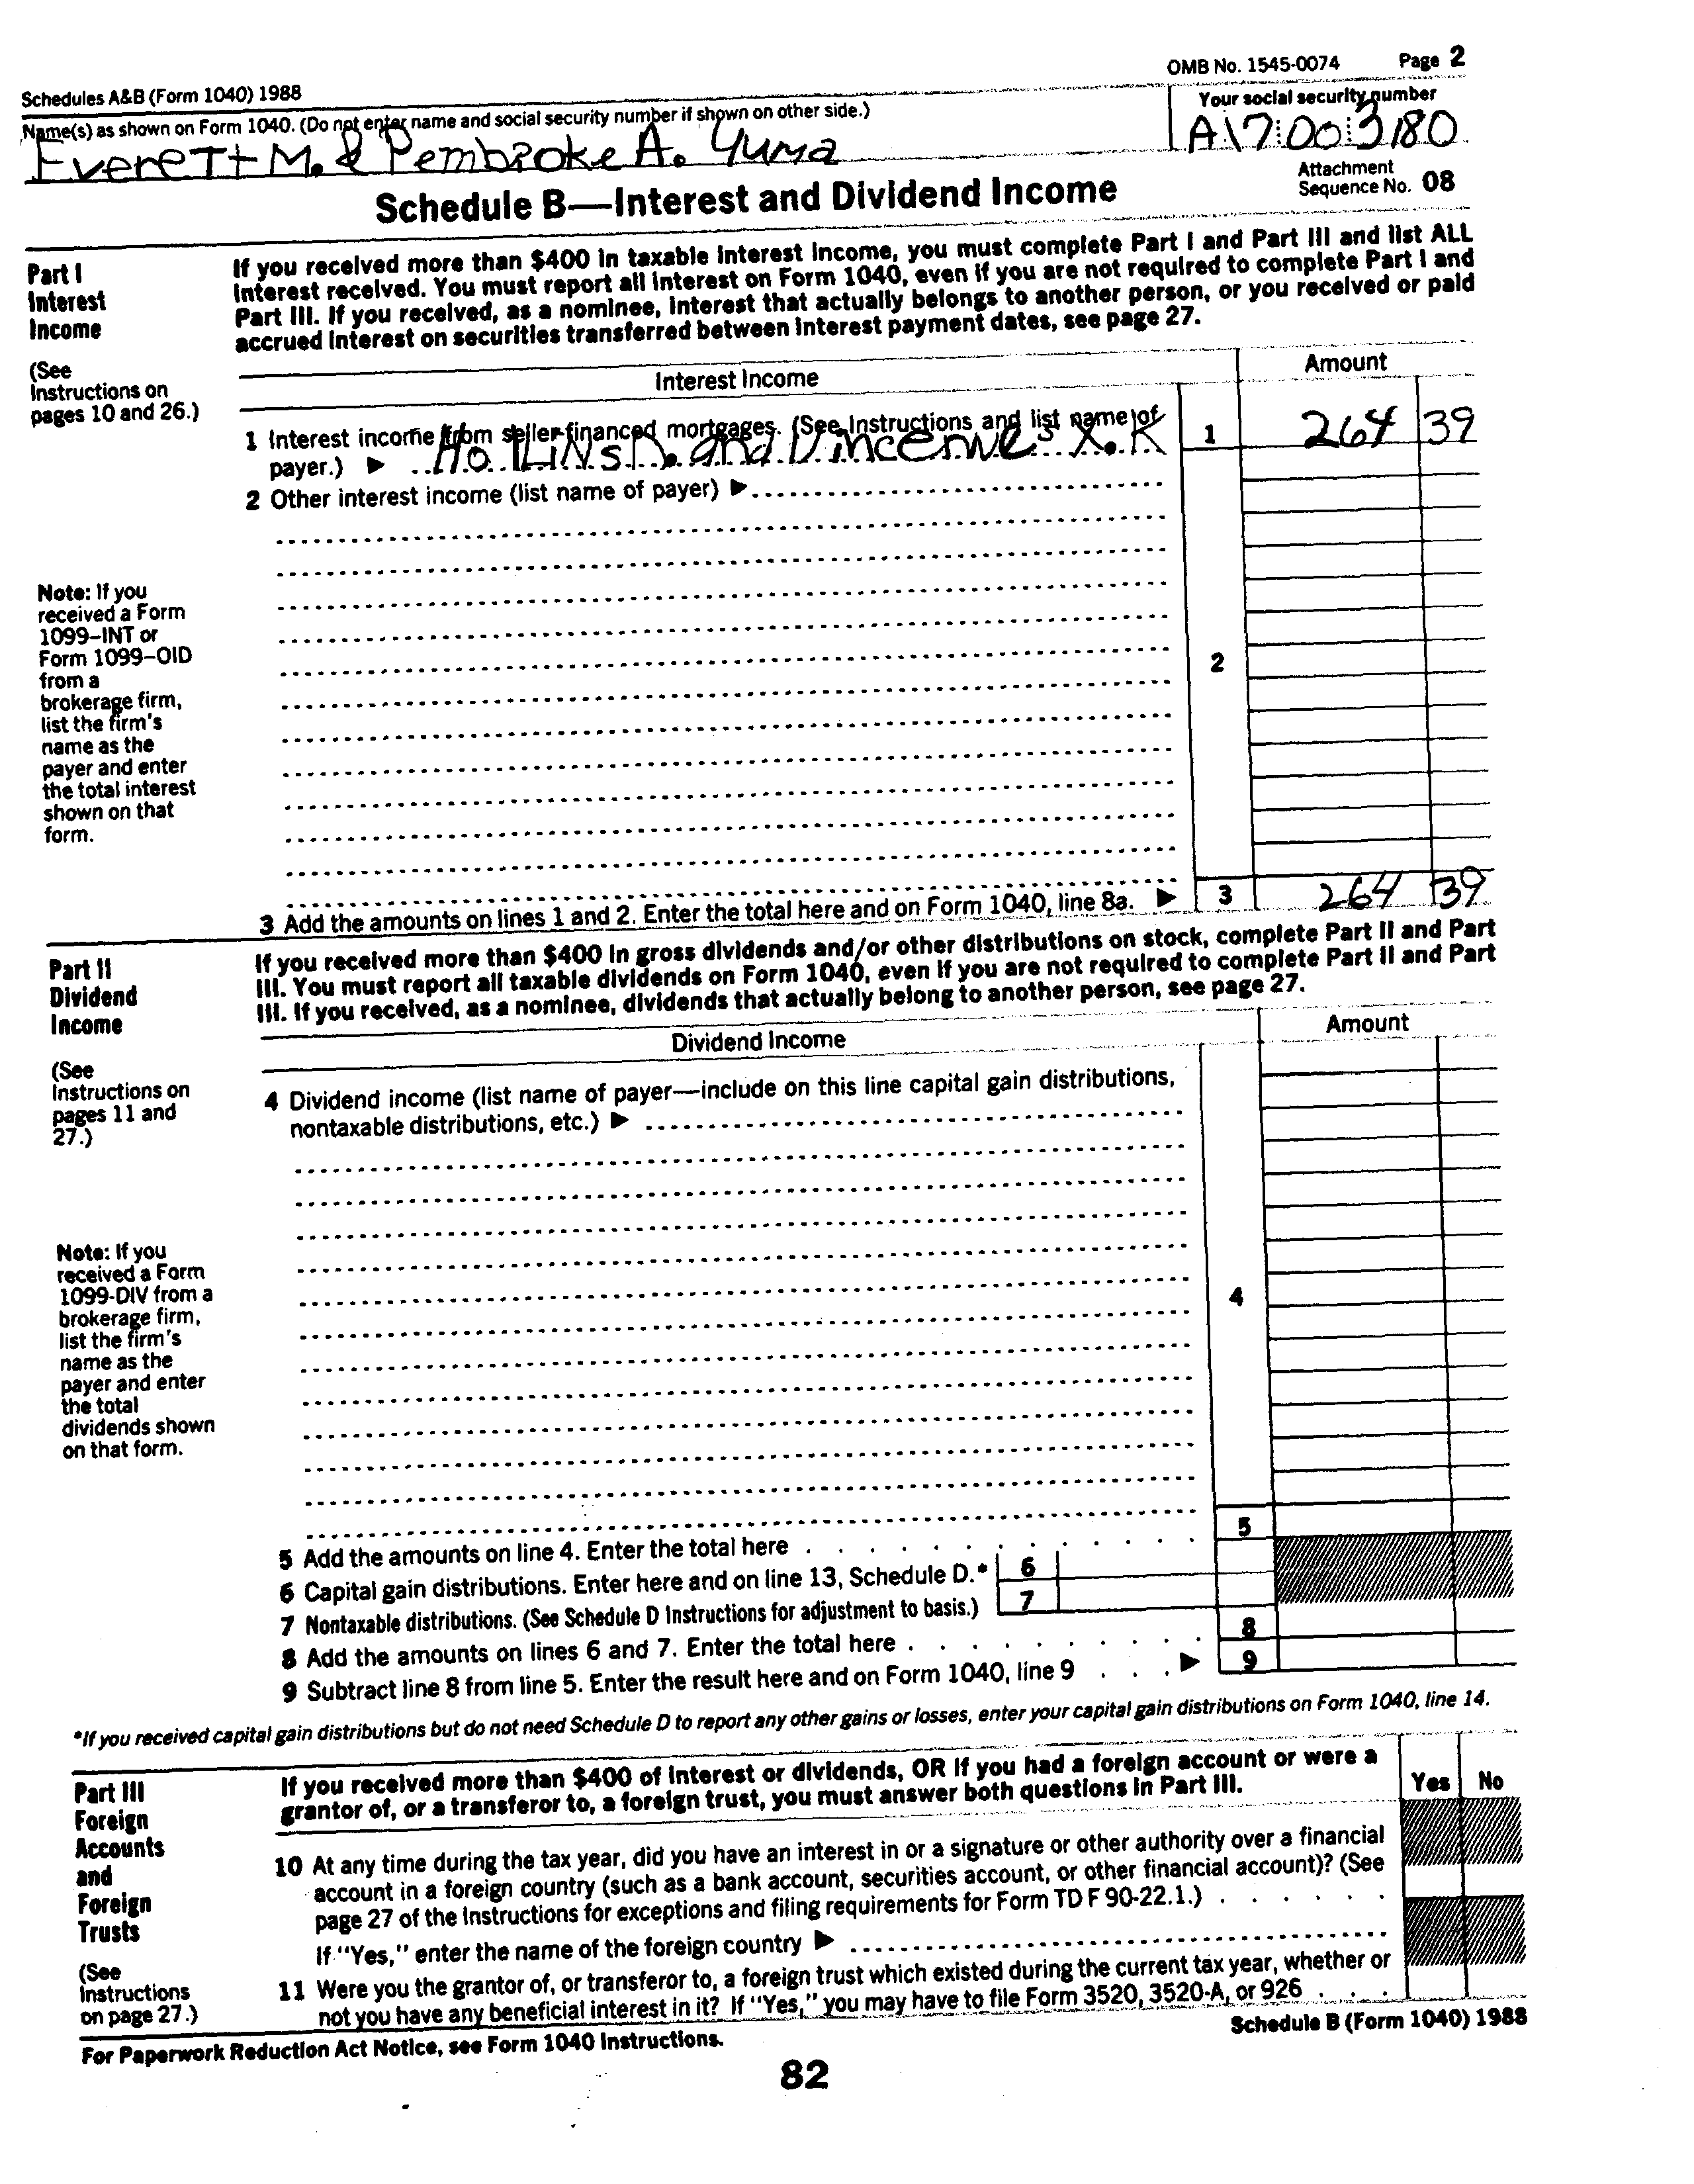 OMB No. 1545-0074 Page 2
Schedules A&B (Form 1040) 1988
Name(s) as shown on Form 1040. (Do not enter name and social security number if shown on other side.)
Your social security number
Everett M. & Pembroke A. Yuma
A17 00 3180
Schedule B—Interest and Dividend Income
Attachment
Sequence No. 08
Part I
Interest
Income
(See
Instructions on
pages 10 and 26.)
If you received more than $400 in taxable interest income, you must complete Part I and Part III and list ALL
interest received. You must report all interest on Form 1040, even if you are not required to complete Part I and
Part III. If you received, as a nominee, interest that actually belongs to another person, or you received or paid
accrued interest on securities transferred between interest payment dates, see page 27.
Interest Income
Amount
1 Interest income from seller-financed mortgages. (See Instructions and list name of
payer.) ▶ and X. K
1 264 39
2 Other interest income (list name of payer) ▶
Note: If you
received a Form
1099–INT or
Form 1099–OID
from a
brokerage firm,
list the firm's
name as the
payer and enter
the total interest
shown on that
form.
2
3 Add the amounts on lines 1 and 2. Enter the total here and on Form 1040, line 8a. ▶ 3 264 39
Part II
Dividend
Income
(See
Instructions on
pages 11 and
27.)
If you received more than $400 in gross dividends and/or other distributions on stock, complete Part II and Part
III. You must report all taxable dividends on Form 1040, even if you are not required to complete Part II and Part
III. If you received, as a nominee, dividends that actually belong to another person, see page 27.
Dividend Income
Amount
4 Dividend income (list name of payer—include on this line capital gain distributions,
nontaxable distributions, etc.) ▶
Note: If you
received a Form
1099-DIV from a
brokerage firm,
list the firm's
name as the
payer and enter
the total
dividends shown
on that form.
4
5 Add the amounts on line 4. Enter the total here 5
6 Capital gain distributions. Enter here and on line 13, Schedule D.* 6
7 Nontaxable distributions. (See Schedule D Instructions for adjustment to basis.) 7
8 Add the amounts on lines 6 and 7. Enter the total here 8
9 Subtract line 8 from line 5. Enter the result here and on Form 1040, line 9 ▶ 9
*If you received capital gain distributions but do not need Schedule D to report any other gains or losses, enter your capital gain distributions on Form 1040, line 14.
Part III
Foreign
Accounts
and
Foreign
Trusts
(See
Instructions
on page 27.)
If you received more than $400 of interest or dividends, OR if you had a foreign account or were a
grantor of, or a transferor to, a foreign trust, you must answer both questions in Part III.
Yes No
10 At any time during the tax year, did you have an interest in or a signature or other authority over a financial
account in a foreign country (such as a bank account, securities account, or other financial account)? (See
page 27 of the Instructions for exceptions and filing requirements for Form TD F 90-22.1.)
If "Yes," enter the name of the foreign country ▶
11 Were you the grantor of, or transferor to, a foreign trust which existed during the current tax year, whether or
not you have any beneficial interest in it? If "Yes," you may have to file Form 3520, 3520-A, or 926
For Paperwork Reduction Act Notice, see Form 1040 Instructions.
Schedule B (Form 1040) 1988
82